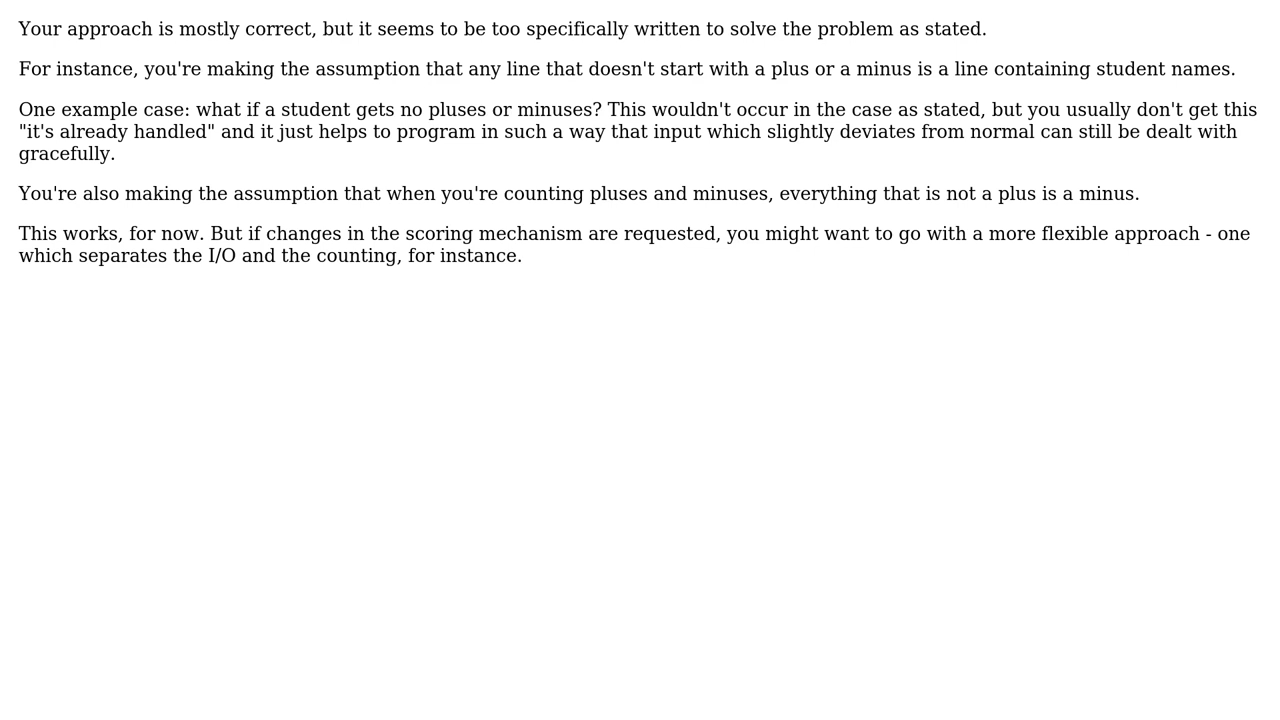 Your approach is mostly correct, but it seems to be too specifically written to solve the problem as stated.
For instance, you're making the assumption that any line that doesn't start with a plus or a minus is a line containing student names.
One example case: what if a student gets no pluses or minuses? This wouldn't occur in the case as stated, but you usually don't get this
"it's already handled" and it just helps to program in such a way that input which slightly deviates from normal can still be dealt with
gracefully.
You're also making the assumption that when you're counting pluses and minuses, everything that is not a plus is a minus.
This works, for now. But if changes in the scoring mechanism are requested, you might want to go with a more flexible approach - one
which separates the I/O and the counting, for instance.